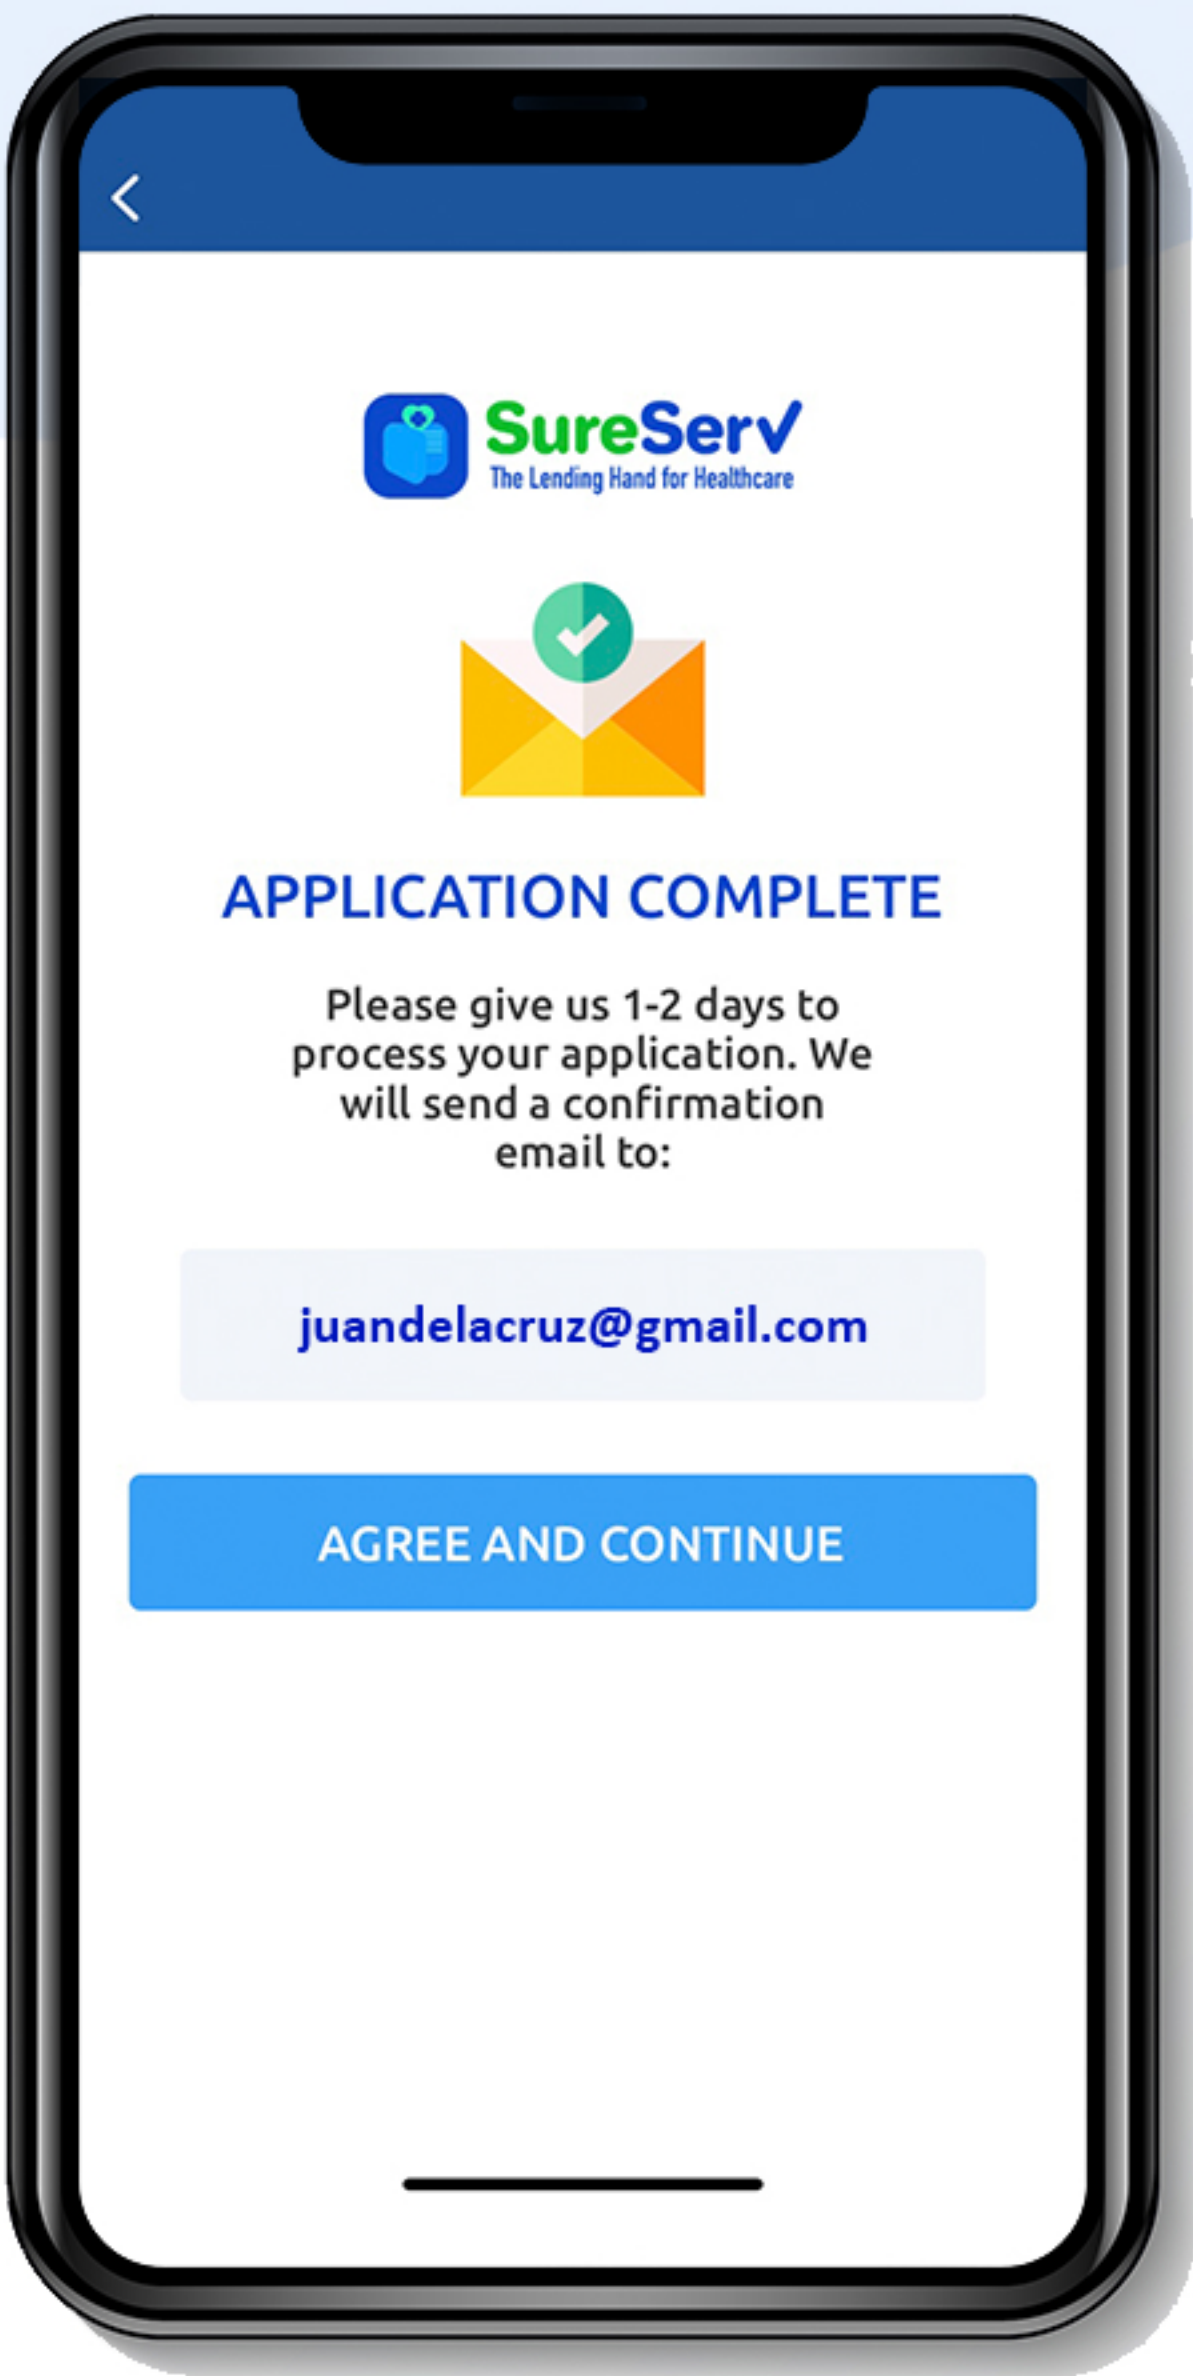 SureServ
The Lending Hand for Healthcare
APPLICATION COMPLETE
Please give us 1-2 days to
process your application. We
will send a confirmation
email to:
juandelacruz@gmail.com
AGREE AND CONTINUE